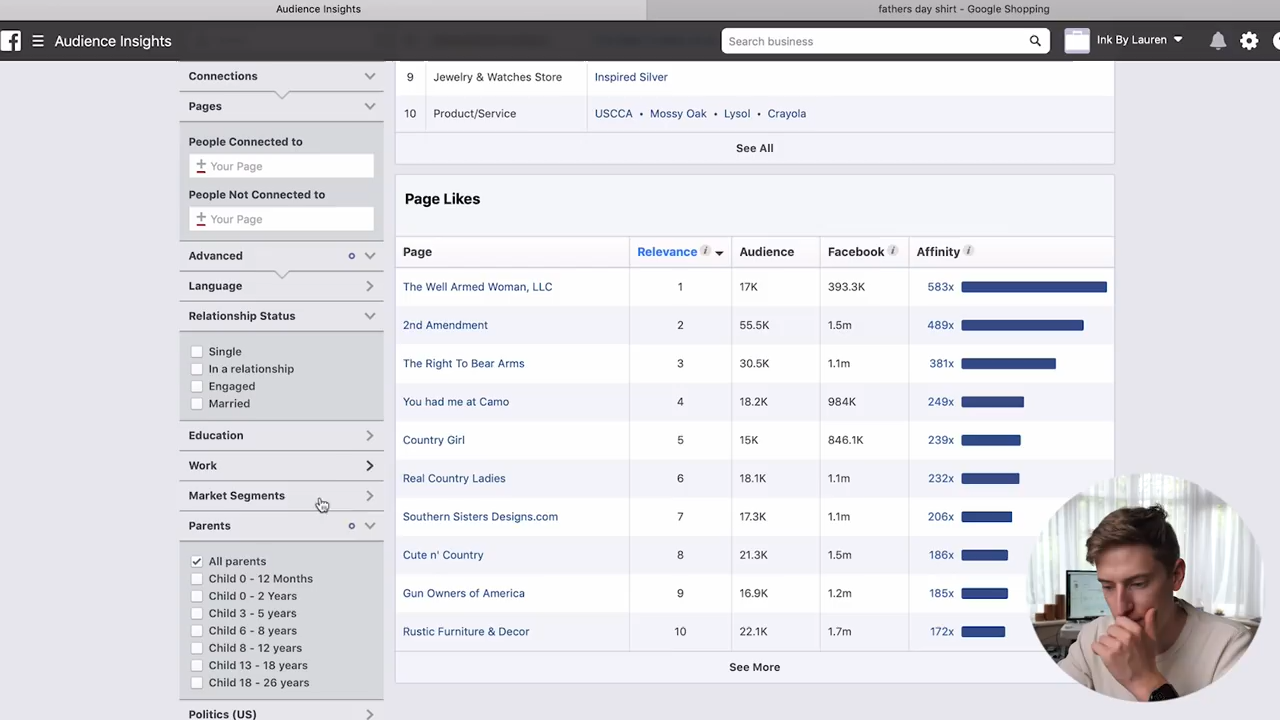 Audience Insights
fathers day shirt - Google Shopping
Audience Insights
Search business
Ink By Lauren
Connections
Pages
People Connected to
Your Page
People Not Connected to
Your Page
Advanced
Language
Relationship Status
Single
In a relationship
Engaged
Married
Education
Work
Market Segments
Parents
All parents
Child 0 - 12 Months
Child 0 - 2 Years
Child 3 - 5 years
Child 6 - 8 years
Child 8 - 12 years
Child 13 - 18 years
Child 18 - 26 years
Politics (US)
9 Jewelry & Watches Store Inspired Silver
10 Product/Service USCCA • Mossy Oak • Lysol • Crayola
See All
Page Likes
Page Relevance Audience Facebook Affinity
The Well Armed Woman, LLC 1 17K 393.3K 583x
2nd Amendment 2 55.5K 1.5m 489x
The Right To Bear Arms 3 30.5K 1.1m 381x
You had me at Camo 4 18.2K 984K 249x
Country Girl 5 15K 846.1K 239x
Real Country Ladies 6 18.1K 1.1m 232x
Southern Sisters Designs.com 7 17.3K 1.1m 206x
Cute n' Country 8 21.3K 1.5m 186x
Gun Owners of America 9 16.9K 1.2m 185x
Rustic Furniture & Decor 10 22.1K 1.7m 172x
See More